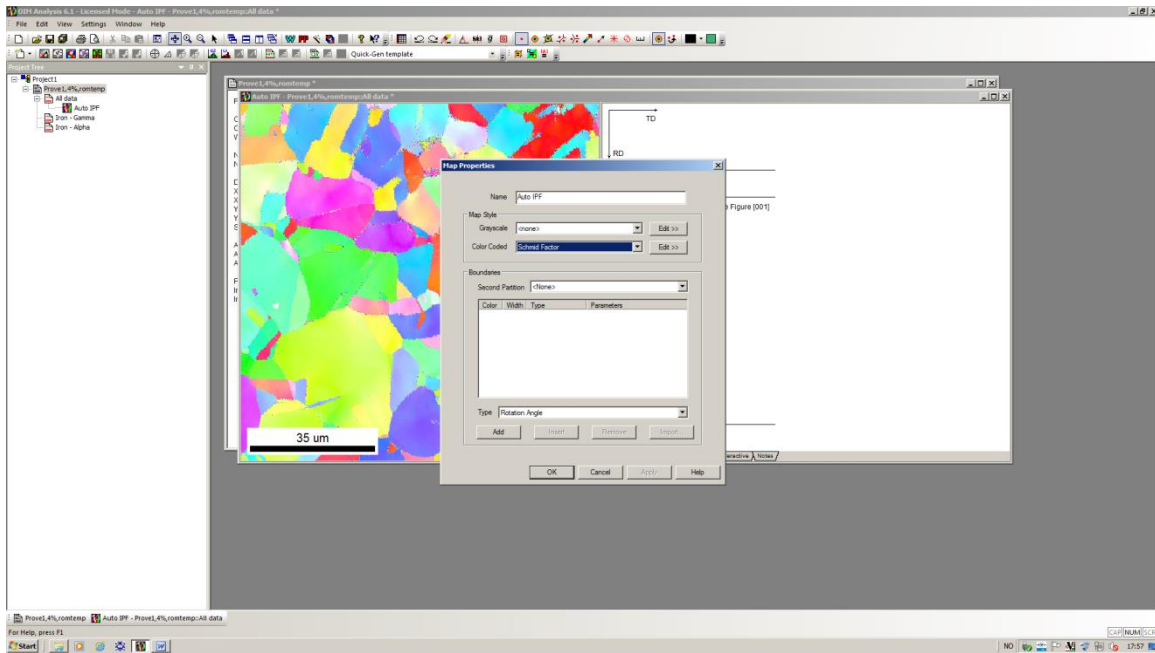 OIM Analysis 6.1 - Licensed Mode - Auto IPF - Prove1,4%,romtemp::All data *
File Edit View Settings Window Help
Quick-Gen template
Project Tree
Project1
Prove1,4%,romtemp
All data
Auto IPF
Iron - Gamma
Iron - Alpha
Prove1,4%,romtemp *
Auto IPF - Prove1,4%,romtemp::All data *
TD
RD
Figure [001]
35 um
Map Properties
Name Auto IPF
Map Style
Grayscale <none> Edit >>
Color Coded Schmid Factor Edit >>
Boundaries
Second Partition <None>
Color Width Type Parameters
Type Rotation Angle
Add Insert Remove Import...
OK Cancel Apply Help
Notes
Prove1,4%,romtemp Auto IPF - Prove1,4%,romtemp::All data
For Help, press F1
CAP NUM SCR
Start NO 17:57